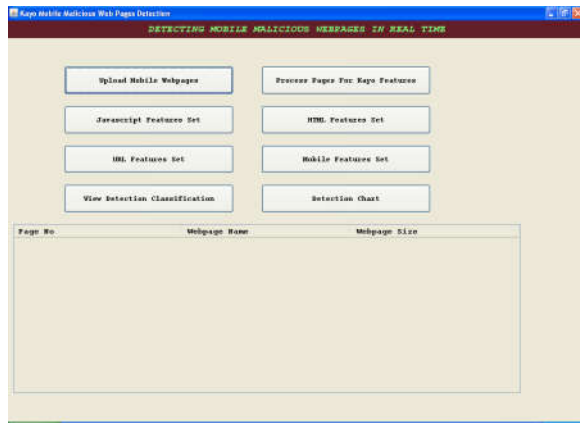 Kayo Mobile Malicious Web Pages Detection
DETECTING MOBILE MALICIOUS WEBPAGES IN REAL TIME
Upload Mobile Webpages
Process Pages For Kayo Features
Javascript Features Set
HTML Features Set
URL Features Set
Mobile Features Set
View Detection Classification
Detection Chart
Page No
Webpage Name
Webpage Size